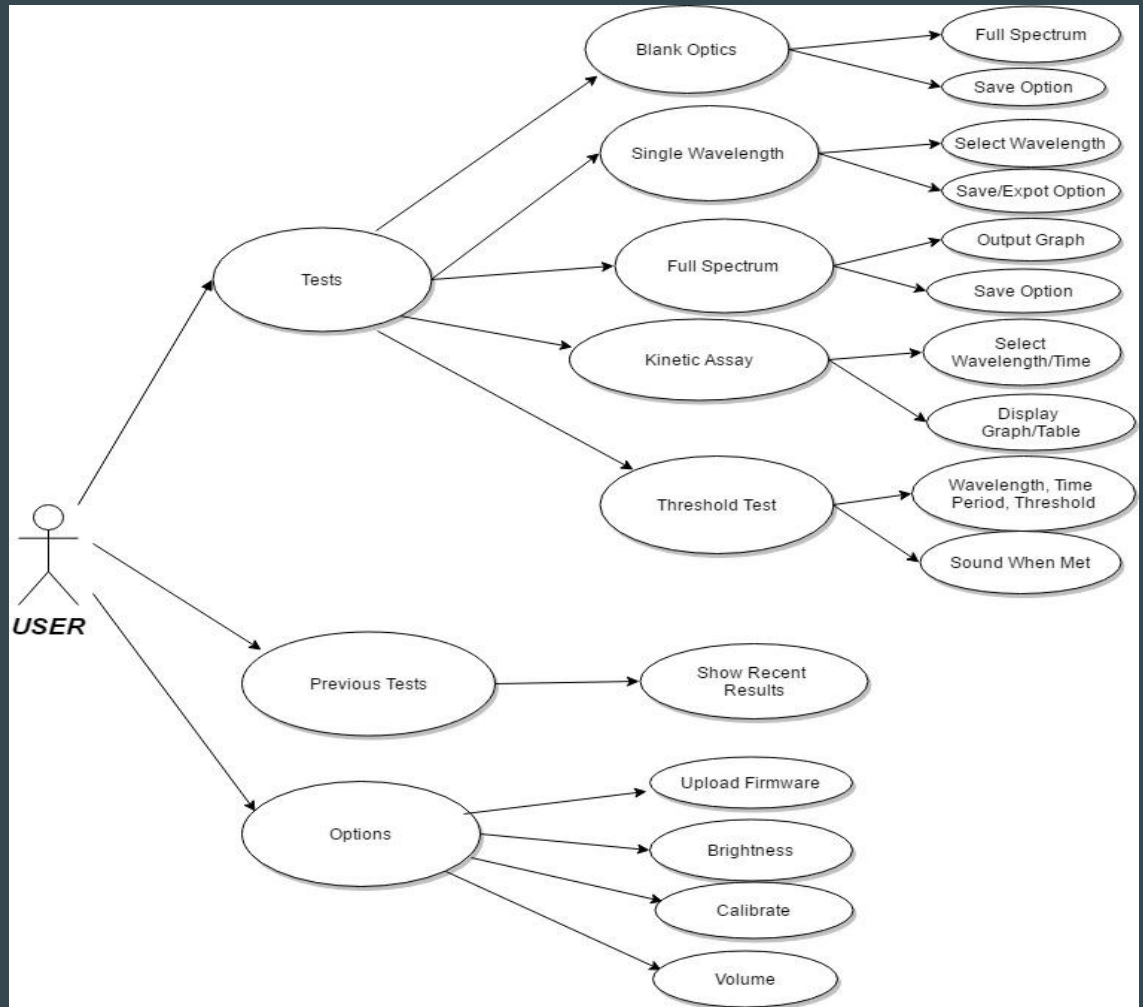 Blank Optics
Full Spectrum
Save Option
Single Wavelength
Select Wavelength
Save/Expot Option
Tests
Full Spectrum
Output Graph
Save Option
Kinetic Assay
Select
Wavelength/Time
Display
Graph/Table
Threshold Test
Wavelength, Time
Period, Threshold
Sound When Met
USER
Previous Tests
Show Recent
Results
Options
Upload Firmware
Brightness
Calibrate
Volume